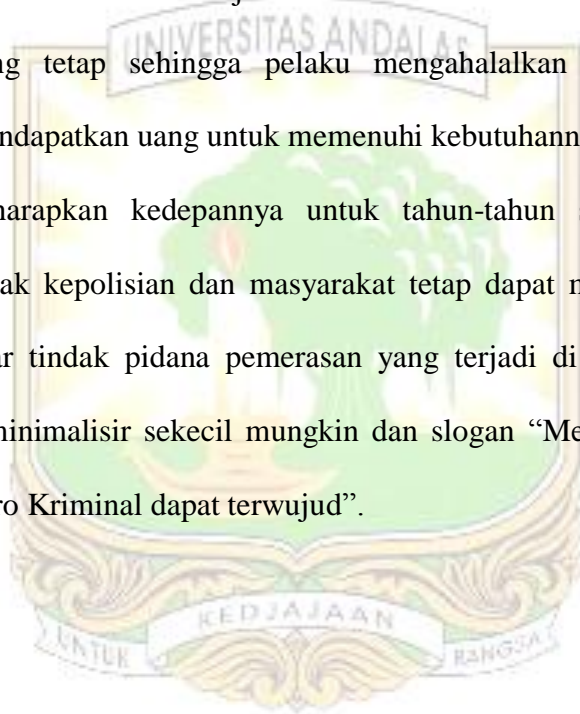 UNIVERSITAS ANDALAS
ng tetap sehingga pelaku mengahalalkan
ndapatkan uang untuk memenuhi kebutuhann
harapkan kedepannya untuk tahun-tahun s
ak kepolisian dan masyarakat tetap dapat n
ar tindak pidana pemerasan yang terjadi di
ninimalisir sekecil mungkin dan slogan “Me
ro Kriminal dapat terwujud”.
KEDJAJAAN
UNTUK BANGSA